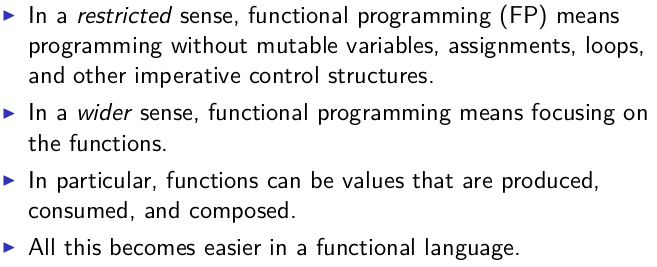 ▶ In a restricted sense, functional programming (FP) means
programming without mutable variables, assignments, loops,
and other imperative control structures.
▶ In a wider sense, functional programming means focusing on
the functions.
▶ In particular, functions can be values that are produced,
consumed, and composed.
▶ All this becomes easier in a functional language.